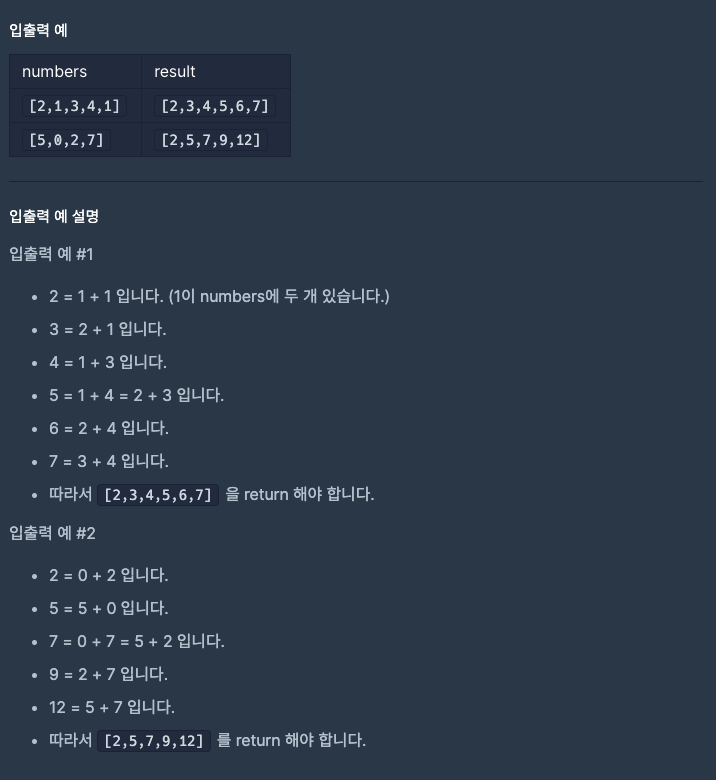 입출력 예
numbers result
[2,1,3,4,1] [2,3,4,5,6,7]
[5,0,2,7] [2,5,7,9,12]
입출력 예 설명
입출력 예 #1
• 2 = 1 + 1 입니다. (1이 numbers에 두 개 있습니다.)
• 3 = 2 + 1 입니다.
• 4 = 1 + 3 입니다.
• 5 = 1 + 4 = 2 + 3 입니다.
• 6 = 2 + 4 입니다.
• 7 = 3 + 4 입니다.
• 따라서 [2,3,4,5,6,7] 을 return 해야 합니다.
입출력 예 #2
• 2 = 0 + 2 입니다.
• 5 = 5 + 0 입니다.
• 7 = 0 + 7 = 5 + 2 입니다.
• 9 = 2 + 7 입니다.
• 12 = 5 + 7 입니다.
• 따라서 [2,5,7,9,12] 를 return 해야 합니다.